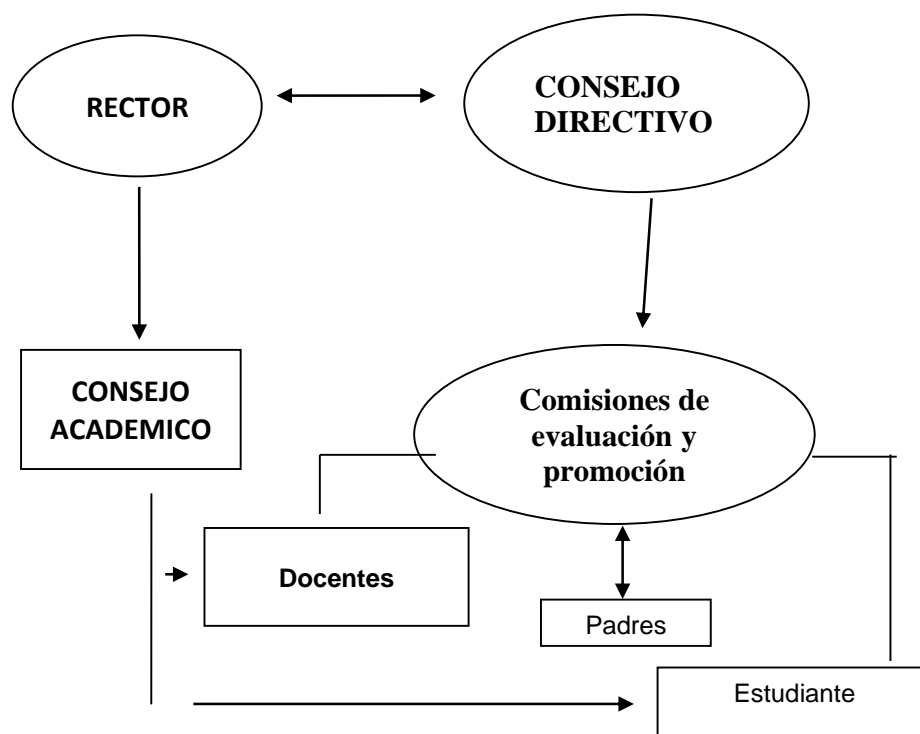 RECTOR
CONSEJO
DIRECTIVO
CONSEJO
ACADEMICO
Comisiones de
evaluación y
promoción
Docentes
Padres
Estudiante